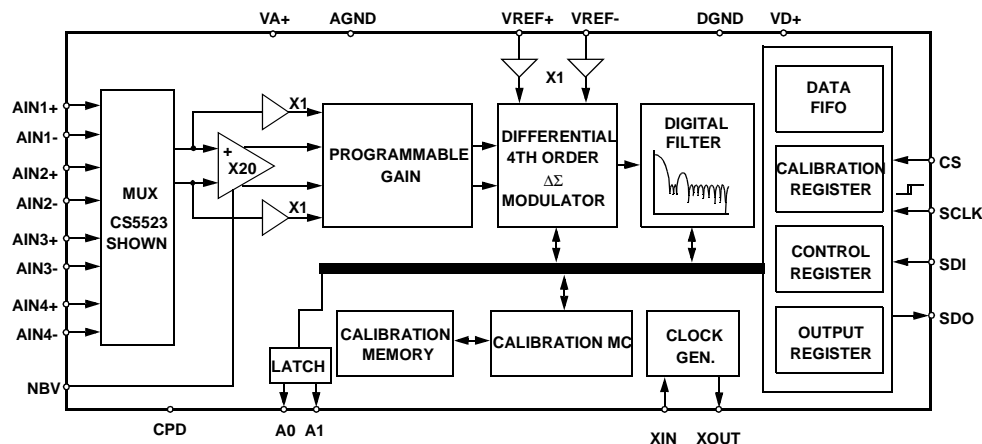 VA+ AGND VREF+ VREF- DGND VD+
X1
AIN1+
AIN1-
AIN2+
AIN2-
AIN3+
AIN3-
AIN4+
AIN4-
NBV
MUX
CS5523
SHOWN
X1
+
X20
X1
PROGRAMMABLE
GAIN
DIFFERENTIAL
4TH ORDER
ΔΣ
MODULATOR
DIGITAL
FILTER
DATA
FIFO
CALIBRATION
REGISTER
CONTROL
REGISTER
OUTPUT
REGISTER
CS
SCLK
SDI
SDO
LATCH
CALIBRATION
MEMORY
CALIBRATION MC
CLOCK
GEN.
CPD A0 A1 XIN XOUT